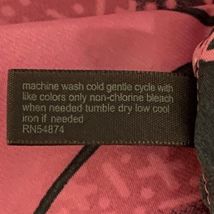 machine wash cold gentle cycle with
like colors only non-chlorine bleach
when needed tumble dry low cool
iron if needed
RN54874